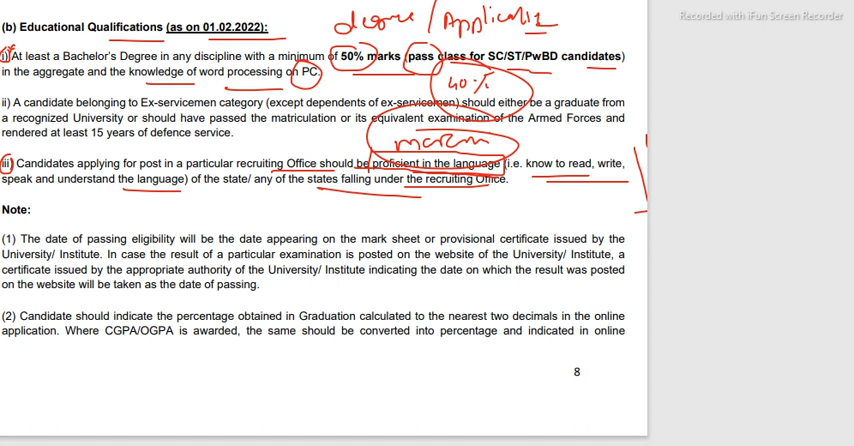 Recorded with iFun Screen Recorder
degree / Applicable
(b) Educational Qualifications (as on 01.02.2022):
i) At least a Bachelor's Degree in any discipline with a minimum of 50% marks (pass class for SC/ST/PwBD candidates)
in the aggregate and the knowledge of word processing on PC.
40%
ii) A candidate belonging to Ex-servicemen category (except dependents of ex-servicemen) should either be a graduate from
a recognized University or should have passed the matriculation or its equivalent examination of the Armed Forces and
rendered at least 15 years of defence service.
iii) Candidates applying for post in a particular recruiting Office should be proficient in the language (i.e. know to read, write,
speak and understand the language) of the state/ any of the states falling under the recruiting Office.
Note:
(1) The date of passing eligibility will be the date appearing on the mark sheet or provisional certificate issued by the
University/ Institute. In case the result of a particular examination is posted on the website of the University/ Institute, a
certificate issued by the appropriate authority of the University/ Institute indicating the date on which the result was posted
on the website will be taken as the date of passing.
(2) Candidate should indicate the percentage obtained in Graduation calculated to the nearest two decimals in the online
application. Where CGPA/OGPA is awarded, the same should be converted into percentage and indicated in online
8